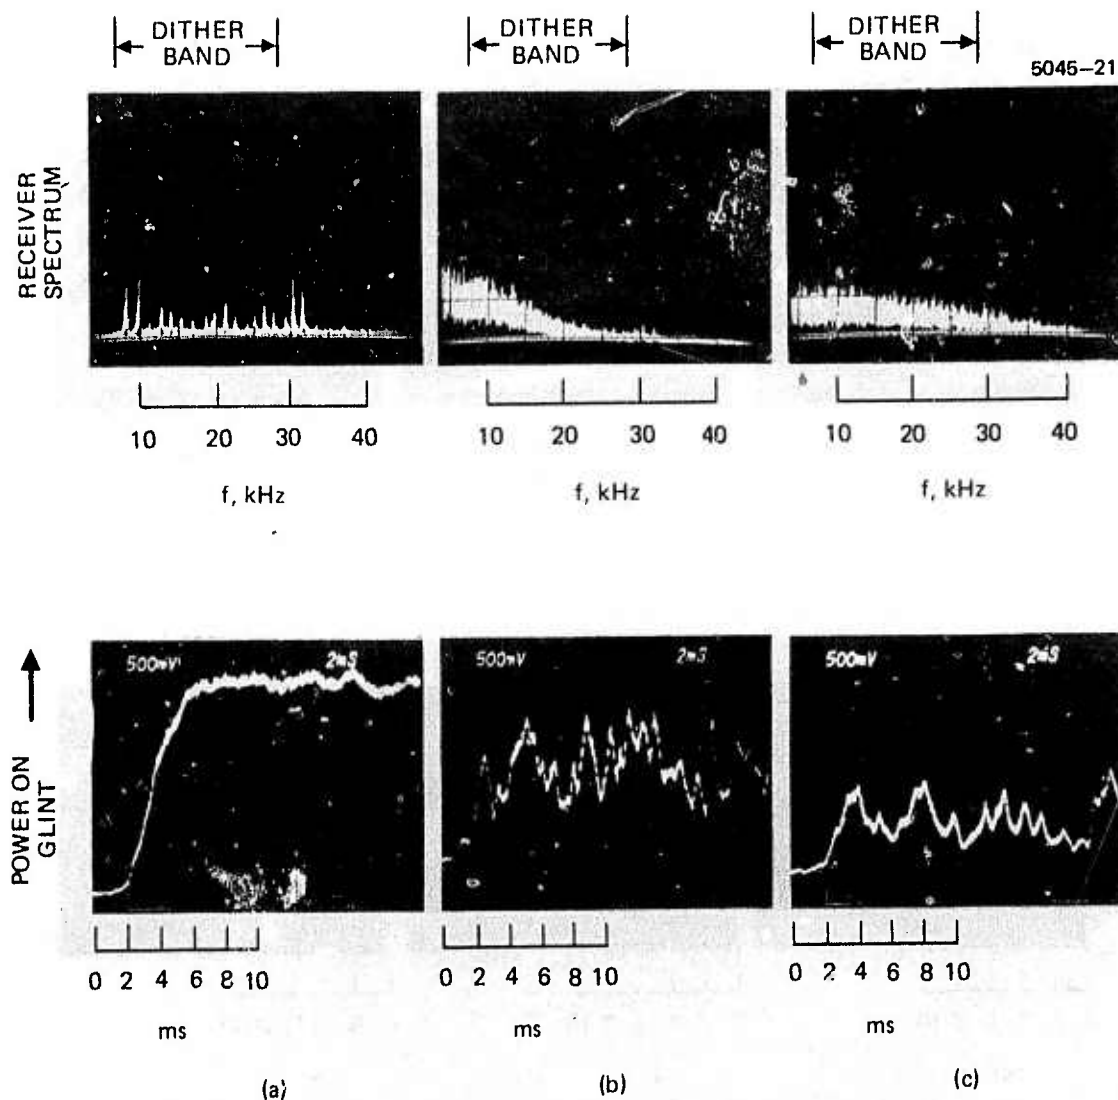 DITHER
BAND
DITHER
BAND
DITHER
BAND
5045-21
RECEIVER
SPECTRUM
10 20 30 40
10 20 30 40
10 20 30 40
f, kHz
f, kHz
f, kHz
POWER ON
GLINT
500mV 2mS
500mV 2mS
500mV 2mS
0 2 4 6 8 10
0 2 4 6 8 10
0 2 4 6 8 10
ms
ms
ms
(a)
(b)
(c)